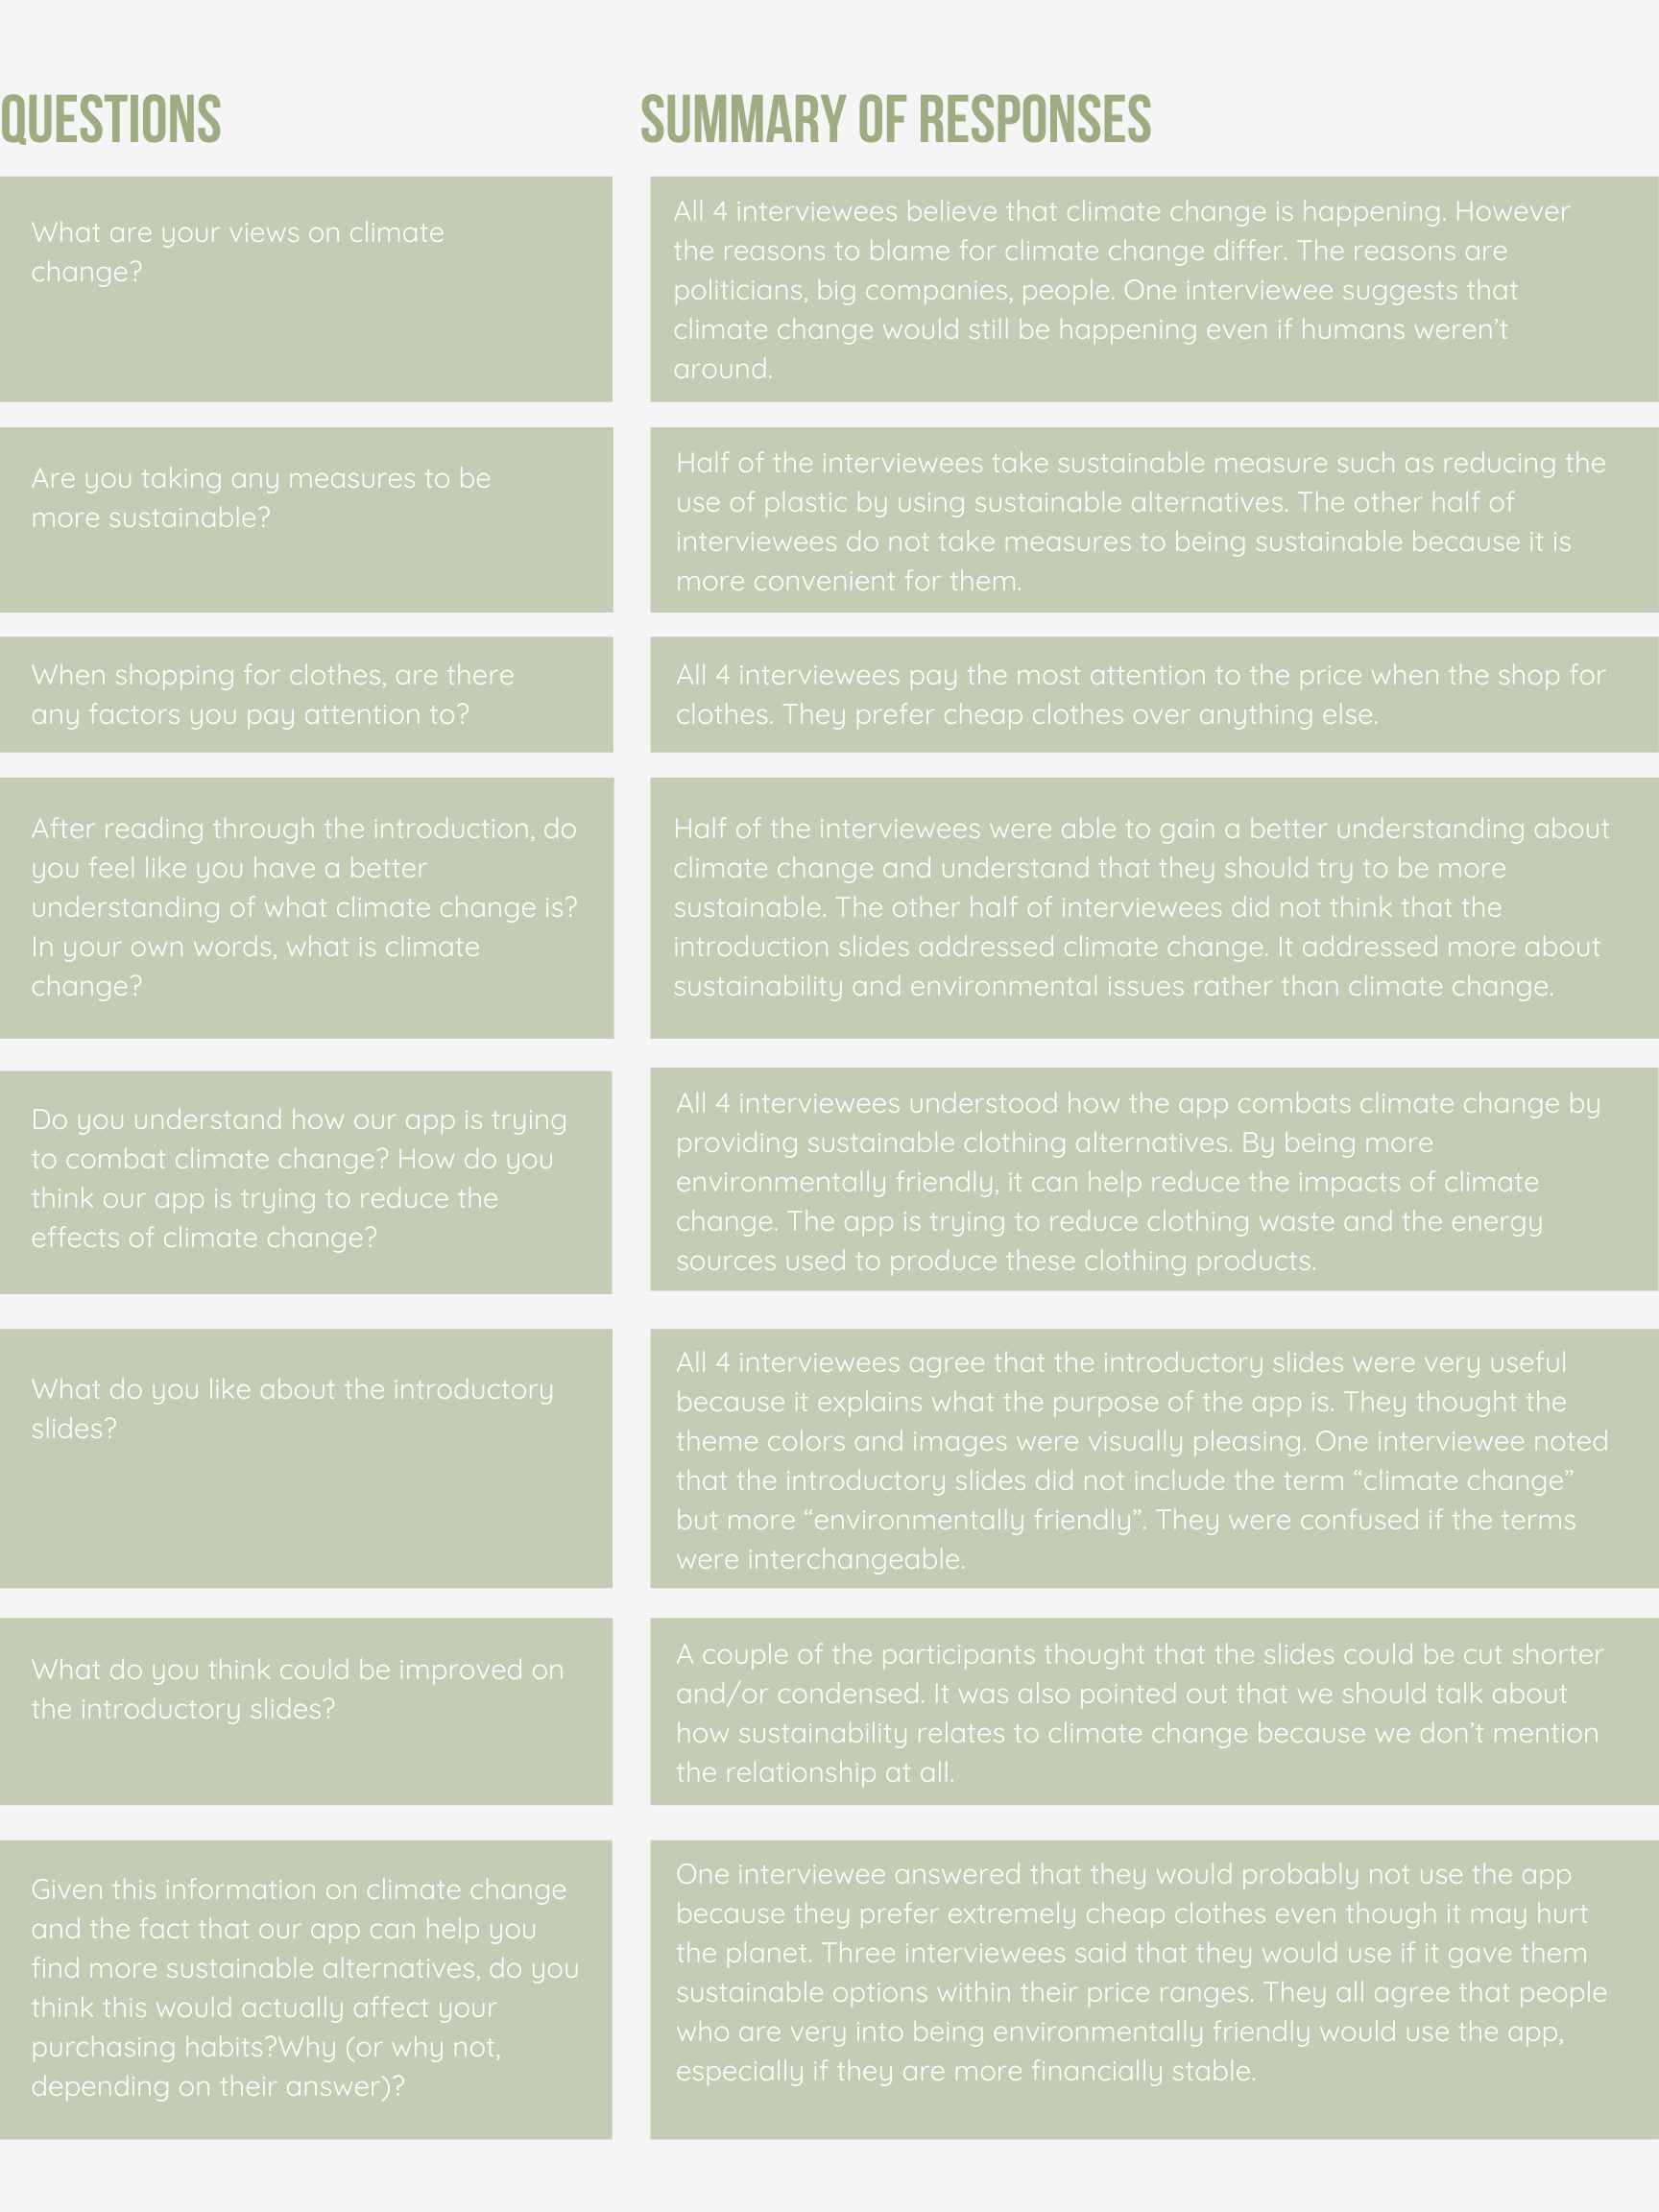 QUESTIONS
SUMMARY OF RESPONSES
What are your views on climate
change?
All 4 interviewees believe that climate change is happening. However
the reasons to blame for climate change differ. The reasons are
politicians, big companies, people. One interviewee suggests that
climate change would still be happening even if humans weren’t
around.
Are you taking any measures to be
more sustainable?
Half of the interviewees take sustainable measure such as reducing the
use of plastic by using sustainable alternatives. The other half of
interviewees do not take measures to being sustainable because it is
more convenient for them.
When shopping for clothes, are there
any factors you pay attention to?
All 4 interviewees pay the most attention to the price when the shop for
clothes. They prefer cheap clothes over anything else.
After reading through the introduction, do
you feel like you have a better
understanding of what climate change is?
In your own words, what is climate
change?
Half of the interviewees were able to gain a better understanding about
climate change and understand that they should try to be more
sustainable. The other half of interviewees did not think that the
introduction slides addressed climate change. It addressed more about
sustainability and environmental issues rather than climate change.
Do you understand how our app is trying
to combat climate change? How do you
think our app is trying to reduce the
effects of climate change?
All 4 interviewees understood how the app combats climate change by
providing sustainable clothing alternatives. By being more
environmentally friendly, it can help reduce the impacts of climate
change. The app is trying to reduce clothing waste and the energy
sources used to produce these clothing products.
What do you like about the introductory
slides?
All 4 interviewees agree that the introductory slides were very useful
because it explains what the purpose of the app is. They thought the
theme colors and images were visually pleasing. One interviewee noted
that the introductory slides did not include the term “climate change”
but more “environmentally friendly”. They were confused if the terms
were interchangeable.
What do you think could be improved on
the introductory slides?
A couple of the participants thought that the slides could be cut shorter
and/or condensed. It was also pointed out that we should talk about
how sustainability relates to climate change because we don’t mention
the relationship at all.
Given this information on climate change
and the fact that our app can help you
find more sustainable alternatives, do you
think this would actually affect your
purchasing habits?Why (or why not,
depending on their answer)?
One interviewee answered that they would probably not use the app
because they prefer extremely cheap clothes even though it may hurt
the planet. Three interviewees said that they would use if it gave them
sustainable options within their price ranges. They all agree that people
who are very into being environmentally friendly would use the app,
especially if they are more financially stable.